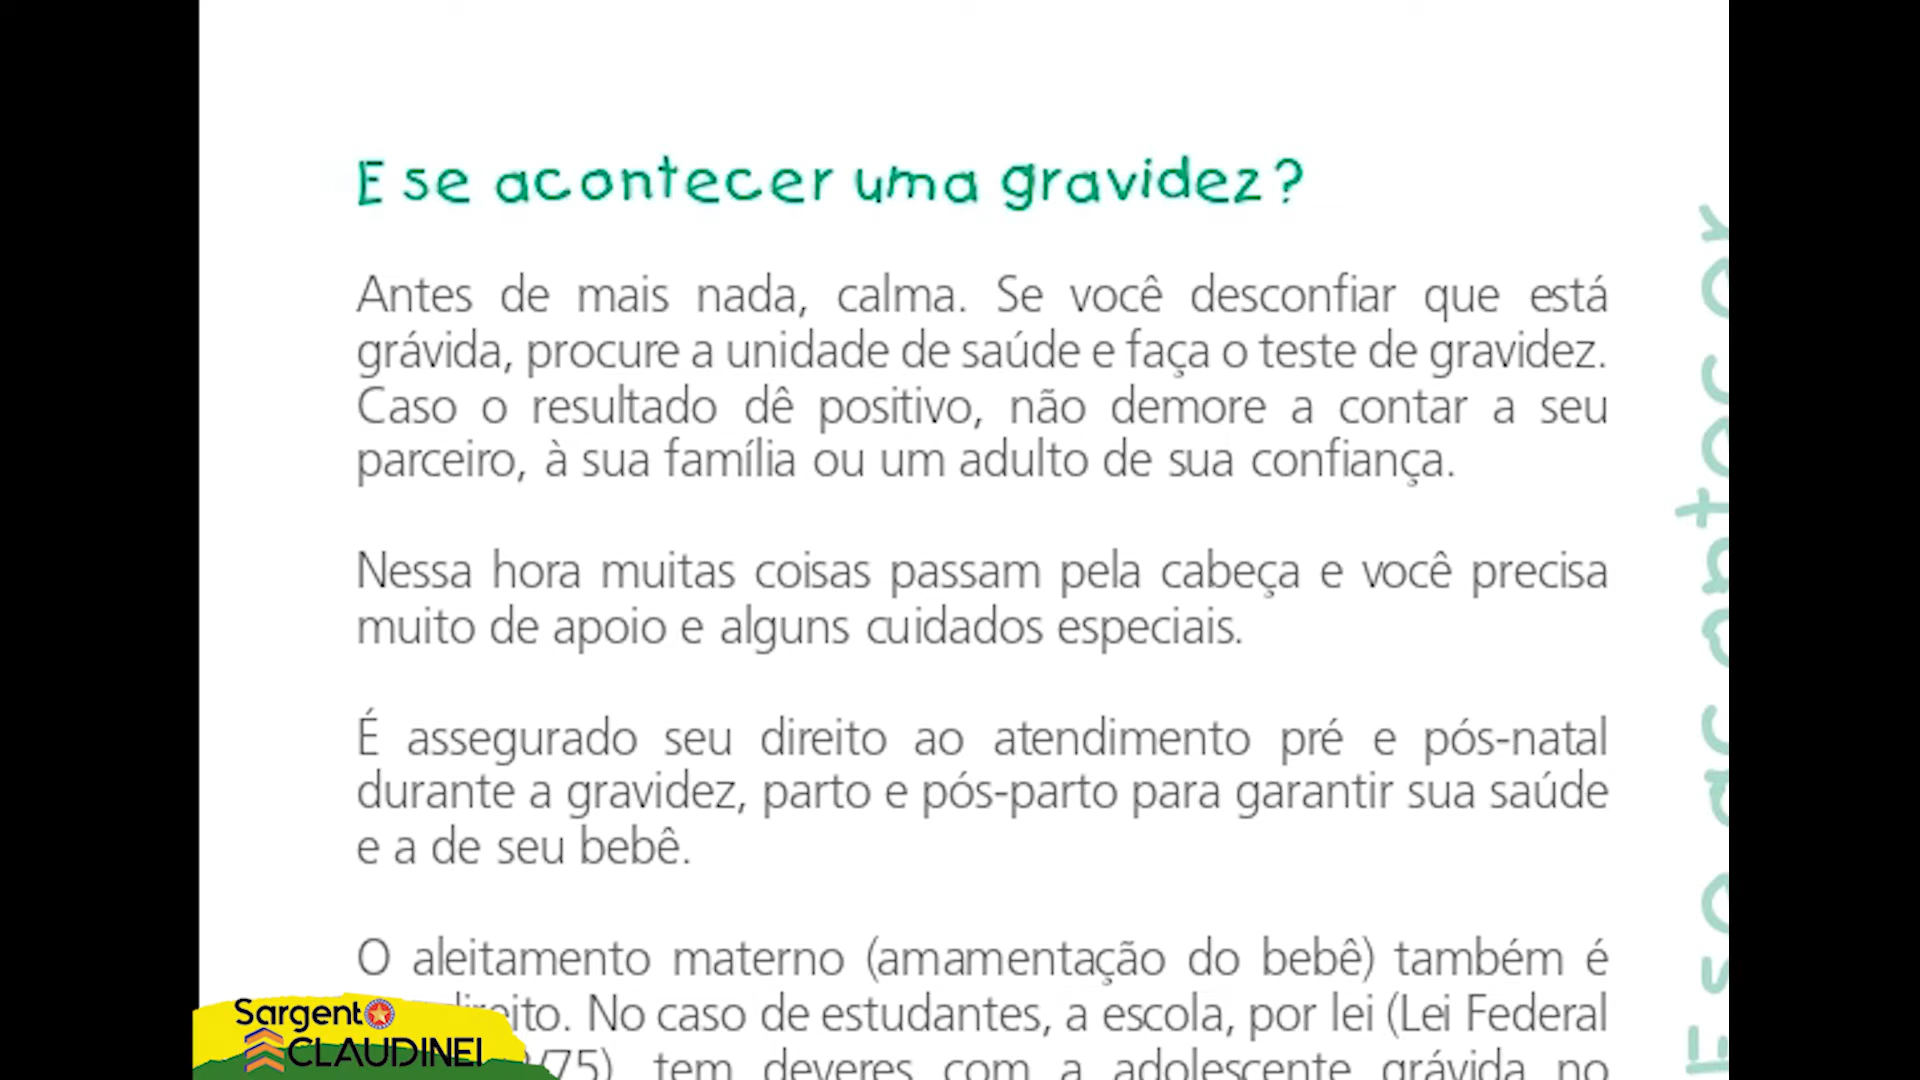 E se acontecer uma gravidez?
Antes de mais nada, calma. Se você desconfiar que está
grávida, procure a unidade de saúde e faça o teste de gravidez.
Caso o resultado dê positivo, não demore a contar a seu
parceiro, à sua família ou um adulto de sua confiança.
Nessa hora muitas coisas passam pela cabeça e você precisa
muito de apoio e alguns cuidados especiais.
É assegurado seu direito ao atendimento pré e pós-natal
durante a gravidez, parto e pós-parto para garantir sua saúde
e a de seu bebê.
O aleitamento materno (amamentação do bebê) também é
No caso de estudantes, a escola, por lei (Lei Federal
/75) tem deveres com a adolescente grávida no
E se acontecer
Sargento
CLAUDINEI